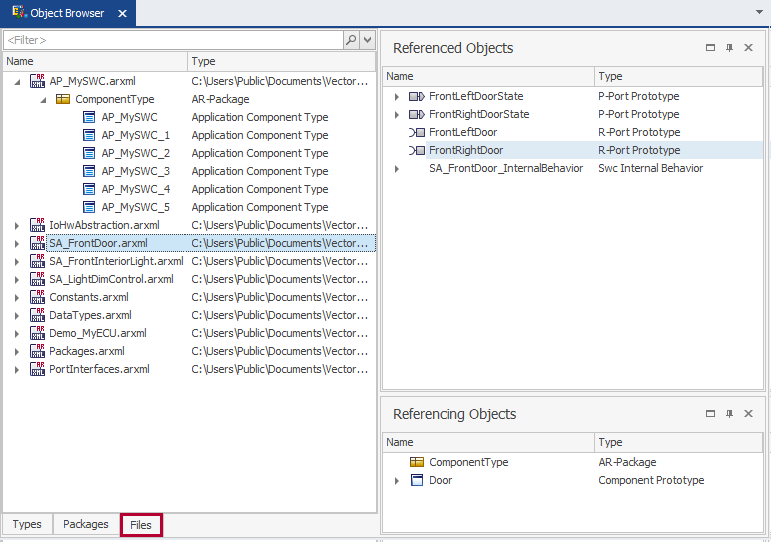 Object Browser
<Filter>
Name Type
AP_MySWC.arxml C:\Users\Public\Documents\Vector...
ComponentType AR-Package
AP_MySWC Application Component Type
AP_MySWC_1 Application Component Type
AP_MySWC_2 Application Component Type
AP_MySWC_3 Application Component Type
AP_MySWC_4 Application Component Type
AP_MySWC_5 Application Component Type
IoHwAbstraction.arxml C:\Users\Public\Documents\Vector...
SA_FrontDoor.arxml C:\Users\Public\Documents\Vector...
SA_FrontInteriorLight.arxml C:\Users\Public\Documents\Vector...
SA_LightDimControl.arxml C:\Users\Public\Documents\Vector...
Constants.arxml C:\Users\Public\Documents\Vector...
DataTypes.arxml C:\Users\Public\Documents\Vector...
Demo_MyECU.arxml C:\Users\Public\Documents\Vector...
Packages.arxml C:\Users\Public\Documents\Vector...
PortInterfaces.arxml C:\Users\Public\Documents\Vector...
Types Packages Files
Referenced Objects
Name Type
FrontLeftDoorState P-Port Prototype
FrontRightDoorState P-Port Prototype
FrontLeftDoor R-Port Prototype
FrontRightDoor R-Port Prototype
SA_FrontDoor_InternalBehavior Swc Internal Behavior
Referencing Objects
Name Type
ComponentType AR-Package
Door Component Prototype